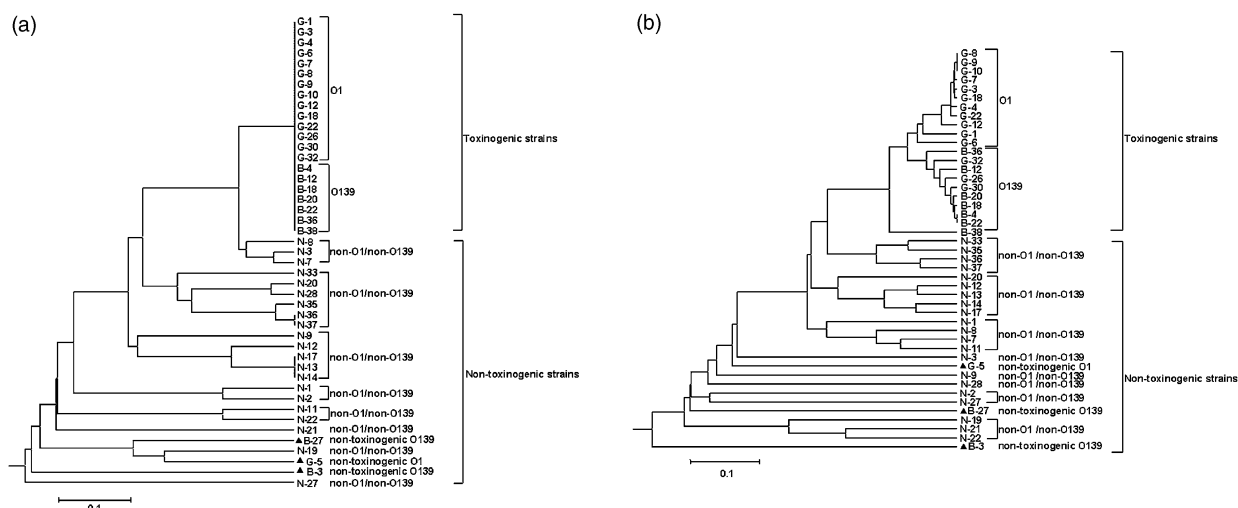 (a)
G-1
G-3
G-4
G-6
G-7
G-8
G-9
G-10
G-12
G-18
G-22
G-26
G-30
G-32
O1
B-4
B-12
B-18
B-20
B-22
B-36
B-38
O139
Toxinogenic strains
N-8
N-3
N-7
non-O1/non-O139
N-33
N-20
N-28
N-35
N-36
N-37
non-O1/non-O139
N-9
N-12
N-17
N-13
N-14
non-O1/non-O139
N-1
N-2
non-O1/non-O139
N-11
N-22
non-O1/non-O139
N-21 non-O1/non-O139
▲B-27 non-toxinogenic O139
N-19 non-O1/non-O139
▲G-5 non-toxinogenic O1
▲B-3 non-toxinogenic O139
N-27 non-O1/non-O139
Non-toxinogenic strains
0.1
(b)
G-8
G-9
G-10
G-7
G-3
G-18
G-4
G-22
G-12
G-1
G-6
O1
B-36
G-32
B-12
G-26
G-30
B-20
B-18
B-4
B-22
B-38
O139
Toxinogenic strains
N-33
N-35
N-36
N-37
non-O1 /non-O139
N-20
N-12
N-13
N-14
N-17
non-O1 /non-O139
N-1
N-8
N-7
N-11
non-O1 /non-O139
N-3 non-O1 /non-O139
▲G-5 non-toxinogenic O1
N-9 non-O1 /non-O139
N-28 non-O1 /non-O139
N-2
N-27
non-O1 /non-O139
▲B-27 non-toxinogenic O139
N-19
N-21
N-22
non-O1 /non-O139
▲B-3 non-toxinogenic O139
Non-toxinogenic strains
0.1